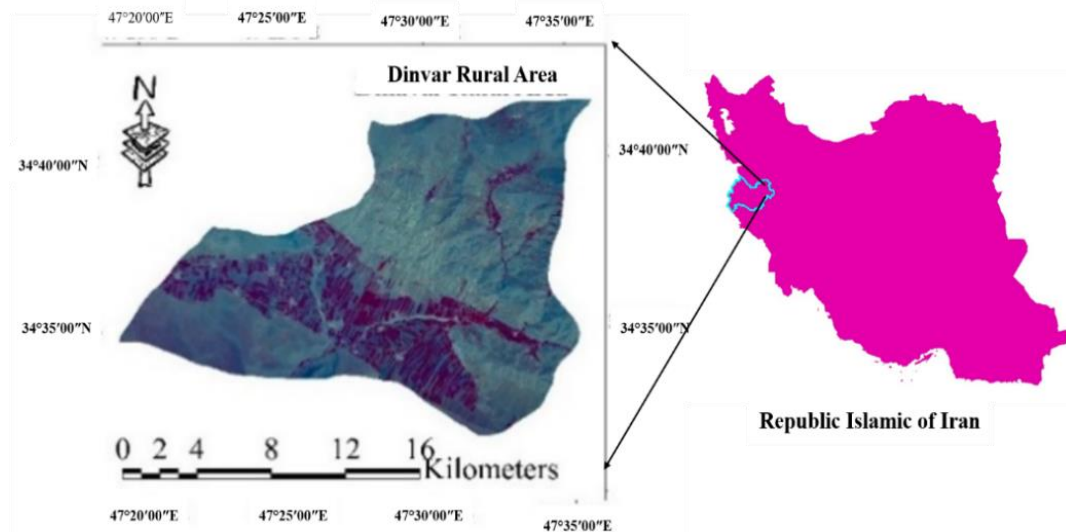 47°20′00″E 47°25′00″E 47°30′00″E 47°35′00″E
Dinvar Rural Area
N
34°40′00″N 34°40′00″N
34°35′00″N 34°35′00″N
Republic Islamic of Iran
0 2 4 8 12 16 Kilometers
47°20′00″E 47°25′00″E 47°30′00″E 47°35′00″E